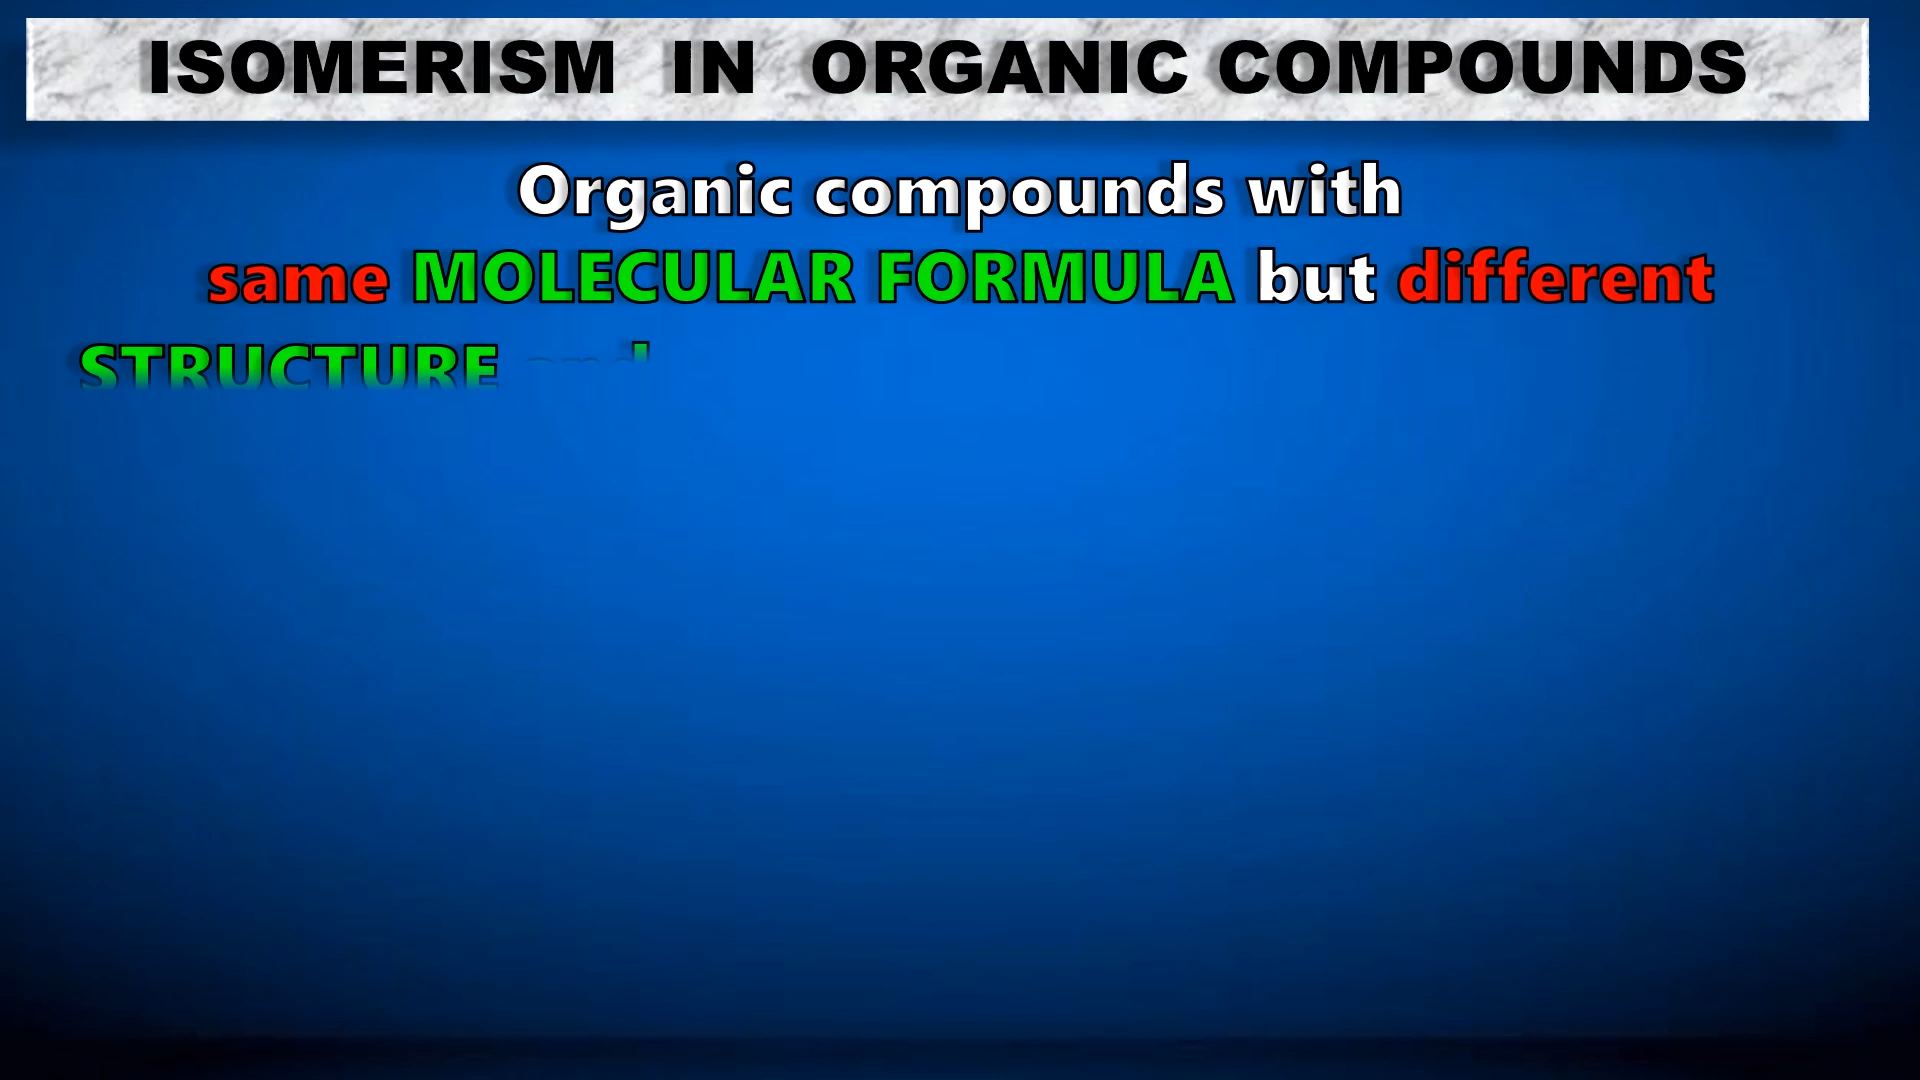 ISOMERISM IN ORGANIC COMPOUNDS
Organic compounds with
same MOLECULAR FORMULA but different
STRUCTURE